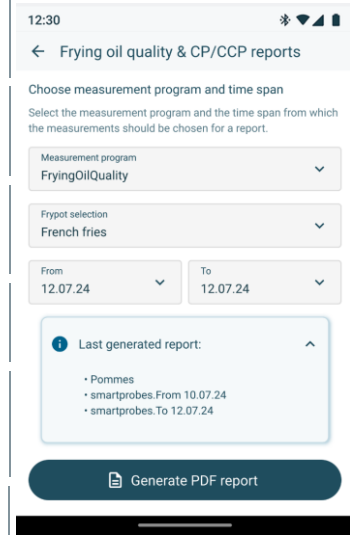 12:30
Frying oil quality & CP/CCP reports
Choose measurement program and time span
Select the measurement program and the time span from which
the measurements should be chosen for a report.
Measurement program
FryingOilQuality
Frypot selection
French fries
From
12.07.24
To
12.07.24
Last generated report:
• Pommes
• smartprobes.From 10.07.24
• smartprobes.To 12.07.24
Generate PDF report